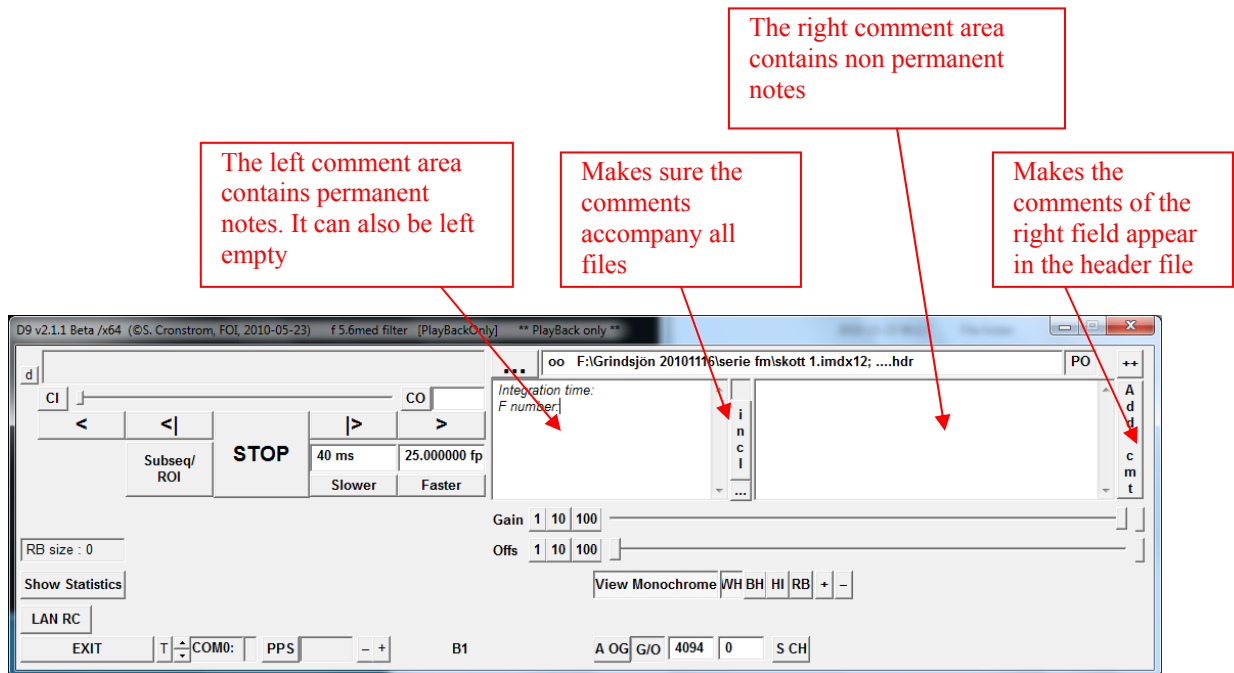 The right comment area
contains non permanent
notes
The left comment area
contains permanent
notes. It can also be left
empty
Makes sure the
comments
accompany all
files
Makes the
comments of the
right field appear
in the header file
D9 v2.1.1 Beta /x64 (©S. Cronstrom, FOI, 2010-05-23) f 5.6med filter [PlayBackOnly] ** PlayBack only **
d
... oo F:\Grindsjön 20101116\serie fm\skott 1.imdx12; ....hdr PO ++
CI CO
Integration time:
F number:
incl
...
Add cmt
< <| STOP |> >
Subseq/
ROI
40 ms 25.000000 fp
Slower Faster
Gain 1 10 100
RB size : 0
Offs 1 10 100
Show Statistics
View Monochrome WH BH HI RB + –
LAN RC
EXIT T COM0: PPS – + B1 A OG G/O 4094 0 S CH